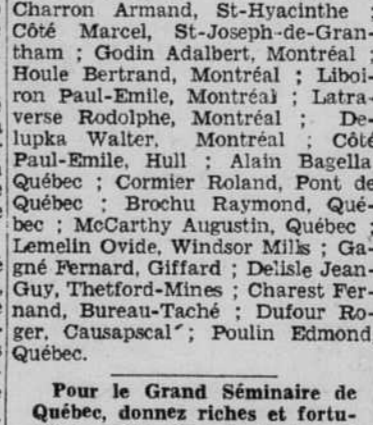 Charron Armand, St-Hyacinthe ;
Côté Marcel, St-Joseph-de-Gran-
tham ; Godin Adalbert, Montréal ;
Houle Bertrand, Montréal ; Liboi-
ron Paul-Emile, Montréal ; Latra-
verse Rodolphe, Montréal ; De-
lupka Walter, Montréal ; Côté
Paul-Emile, Hull ; Alain Bagella
Québec ; Cormier Roland, Pont de
Québec ; Brochu Raymond, Qué-
bec ; McCarthy Augustin, Québec ;
Lemelin Ovide, Windsor Mills ; Ga-
gné Fernard, Giffard ; Delisle Jean-
Guy, Thetford-Mines ; Charest Fer-
nand, Bureau-Taché ; Dufour Ro-
ger, Causapscal ; Poulin Edmond
Québec.
Pour le Grand Séminaire de
Québec, donnez riches et fortu-